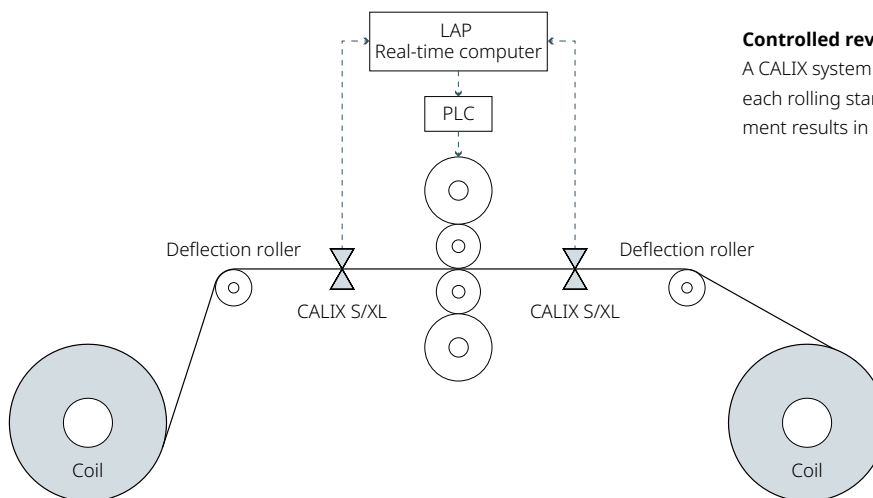 LAP
Real-time computer
PLC
Controlled rev
A CALIX system
each rolling star
ment results in
Deflection roller
Deflection roller
CALIX S/XL
CALIX S/XL
Coil
Coil